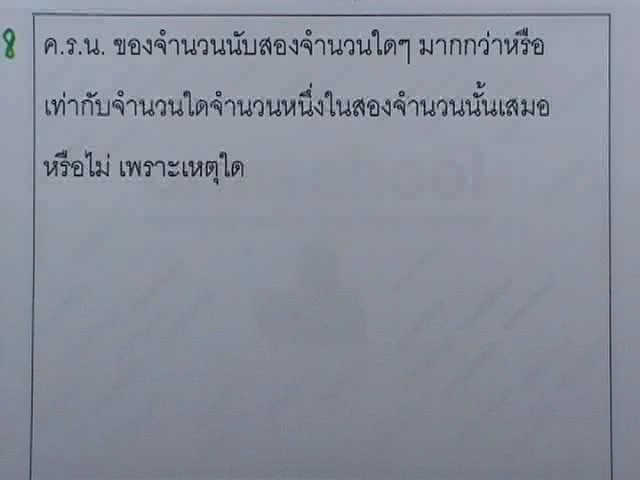 8
ค.ร.น. ของจำนวนนับสองจำนวนใดๆ มากกว่าหรือ
เท่ากับจำนวนใดจำนวนหนึ่งในสองจำนวนนั้นเสมอ
หรือไม่ เพราะเหตุใด